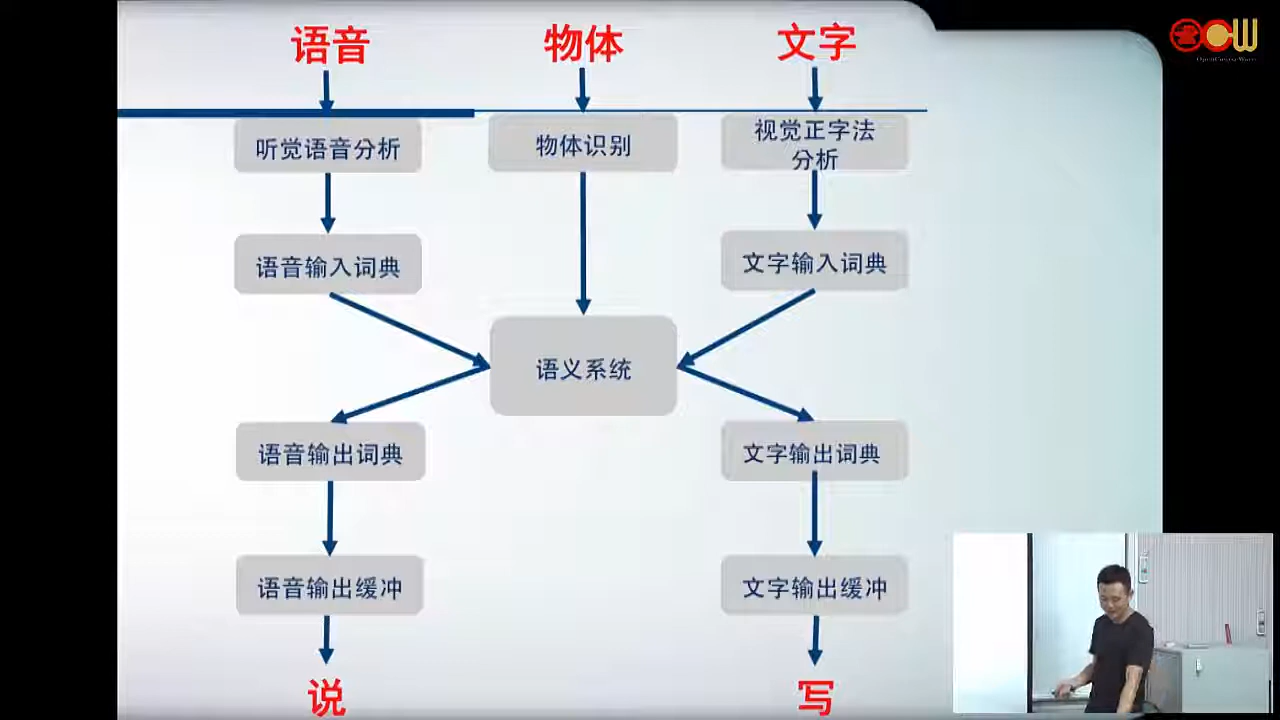 语音
物体
文字
听觉语音分析
物体识别
视觉正字法
分析
语音输入词典
文字输入词典
语义系统
语音输出词典
文字输出词典
语音输出缓冲
文字输出缓冲
说
写
OpenCourseWare